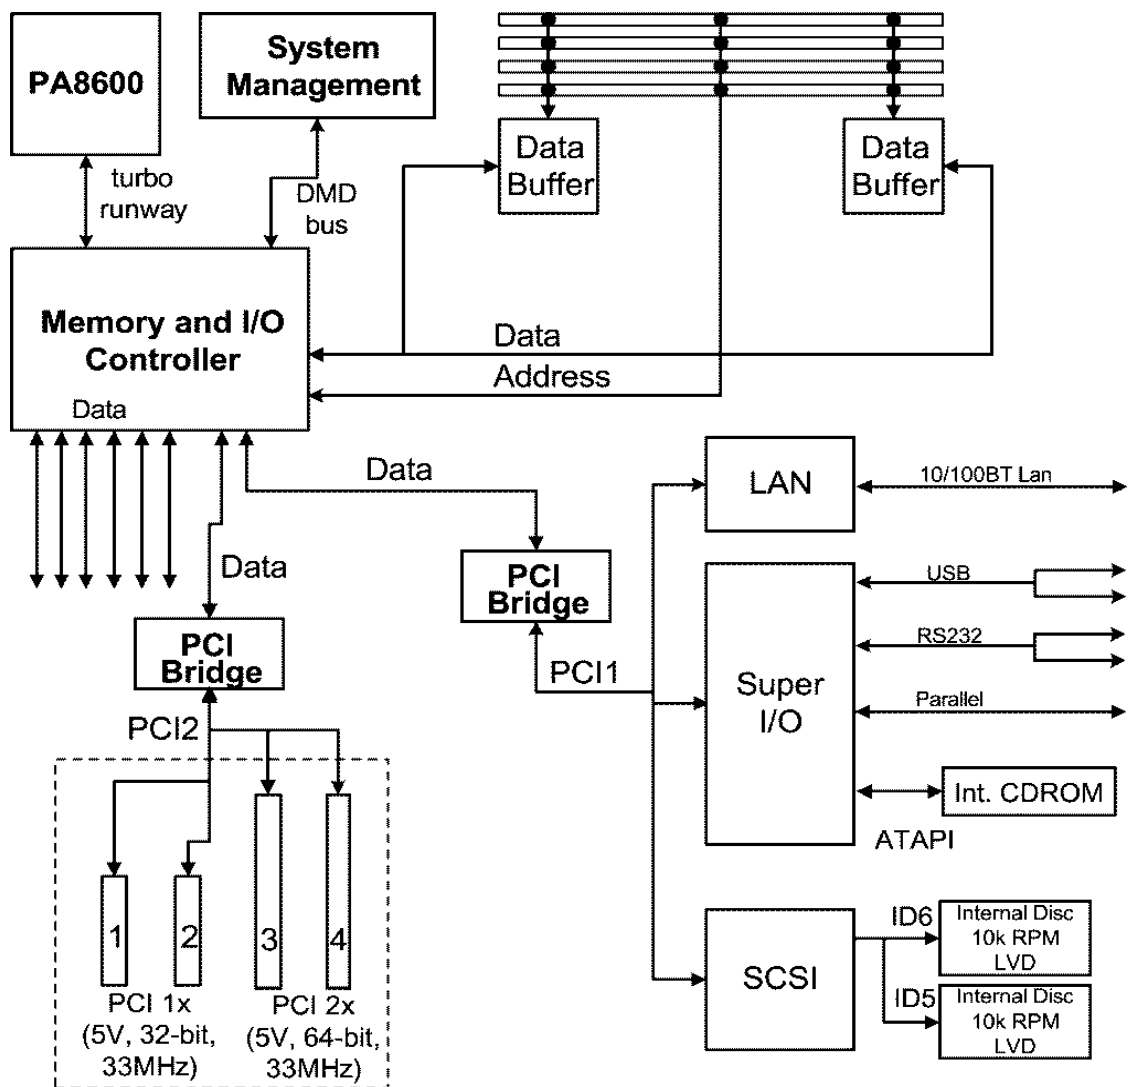 PA8600
System
Management
turbo
runway
DMD
bus
Data
Buffer
Data
Buffer
Memory and I/O
Controller
Data
Data
Address
Data
Data
PCI
Bridge
PCI
Bridge
PCI1
PCI2
LAN
10/100BT Lan
Super
I/O
USB
RS232
Parallel
Int. CDROM
ATAPI
SCSI
ID6
Internal Disc
10k RPM
LVD
ID5
Internal Disc
10k RPM
LVD
1
2
3
4
PCI 1x
(5V, 32-bit,
33MHz)
PCI 2x
(5V, 64-bit,
33MHz)